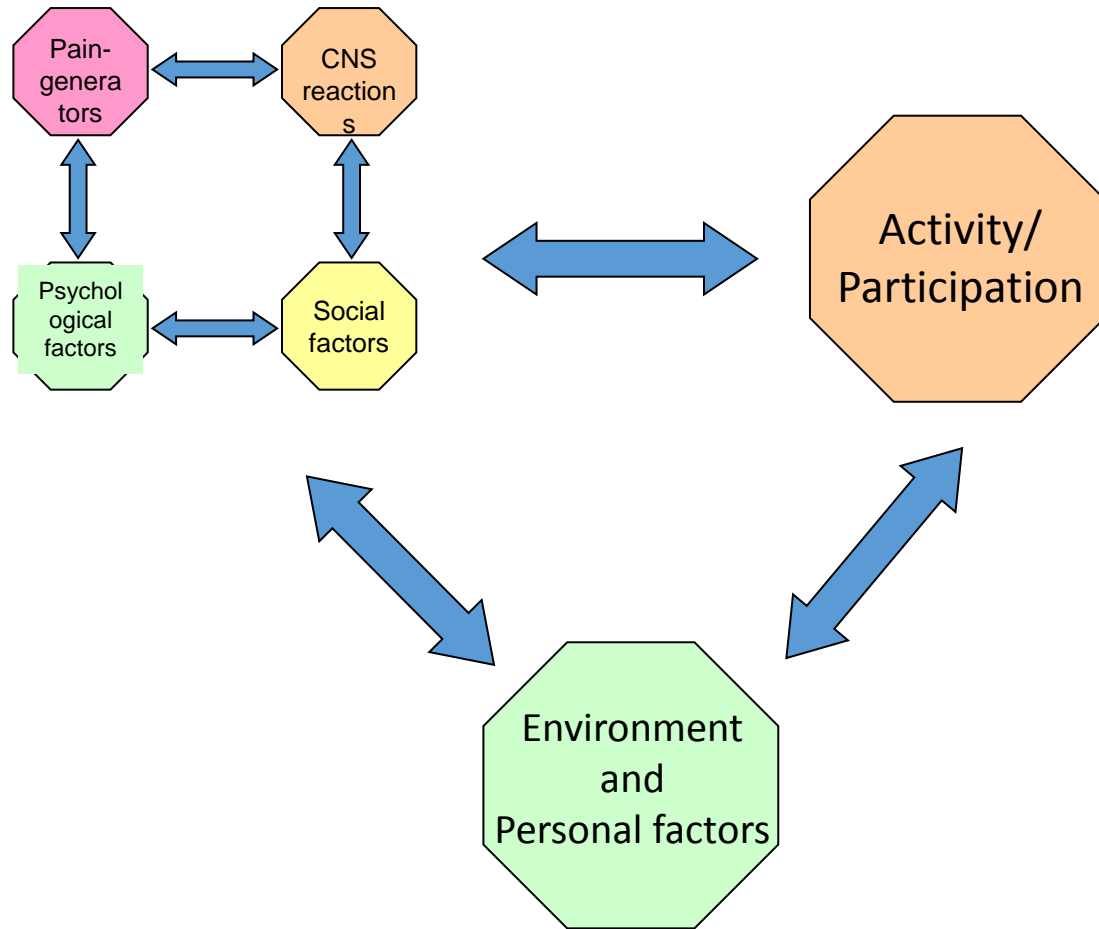 Pain-
genera
tors
CNS
reaction
s
Psychol
ogical
factors
Social
factors
Activity/
Participation
Environment
and
Personal factors